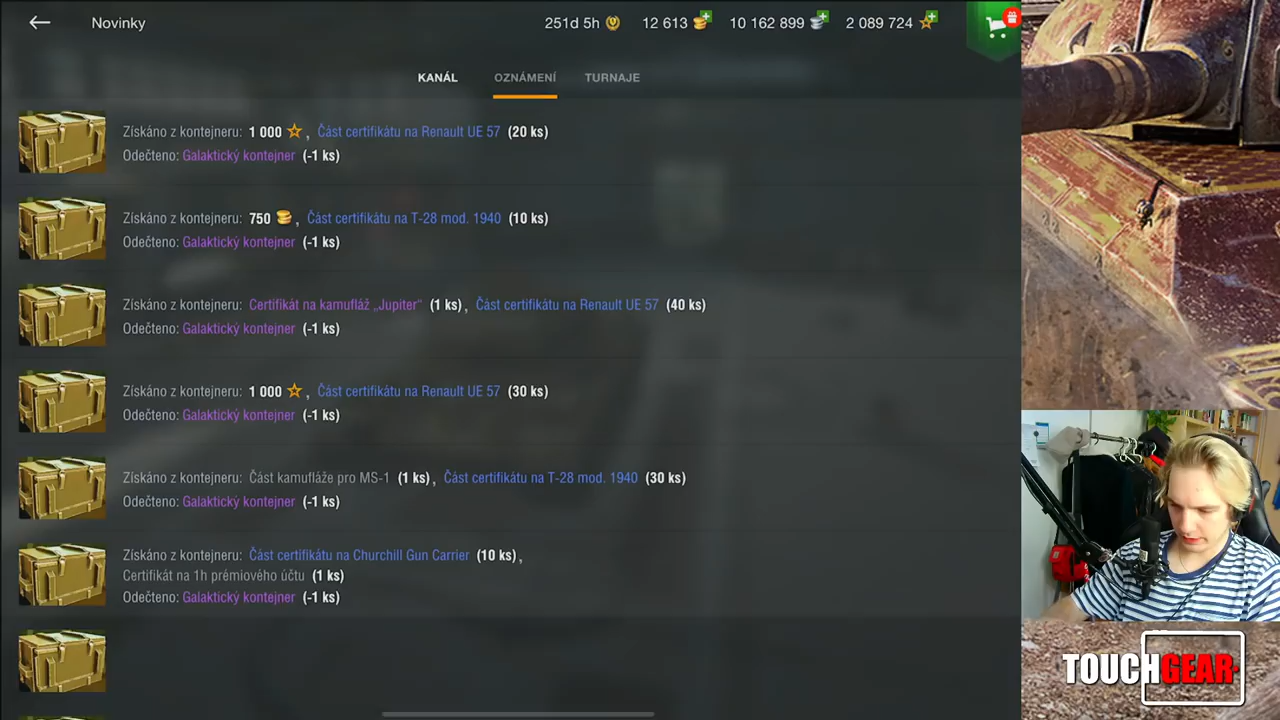 Novinky
251d 5h
12 613
10 162 899
2 089 724
KANÁL
OZNÁMENÍ
TURNAJE
Získáno z kontejneru: 1 000 , Část certifikátu na Renault UE 57 (20 ks)
Odečteno: Galaktický kontejner (-1 ks)
Získáno z kontejneru: 750 , Část certifikátu na T-28 mod. 1940 (10 ks)
Odečteno: Galaktický kontejner (-1 ks)
Získáno z kontejneru: Certifikát na kamufláž „Jupiter“ (1 ks), Část certifikátu na Renault UE 57 (40 ks)
Odečteno: Galaktický kontejner (-1 ks)
Získáno z kontejneru: 1 000 , Část certifikátu na Renault UE 57 (30 ks)
Odečteno: Galaktický kontejner (-1 ks)
Získáno z kontejneru: Část kamufláže pro MS-1 (1 ks), Část certifikátu na T-28 mod. 1940 (30 ks)
Odečteno: Galaktický kontejner (-1 ks)
Získáno z kontejneru: Část certifikátu na Churchill Gun Carrier (10 ks),
Certifikát na 1h prémiového účtu (1 ks)
Odečteno: Galaktický kontejner (-1 ks)
TOUCHGEAR